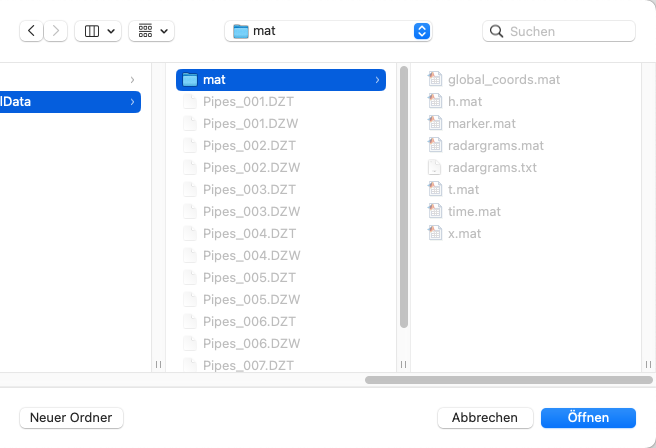 mat
Suchen
lData
mat
Pipes_001.DZT
Pipes_001.DZW
Pipes_002.DZT
Pipes_002.DZW
Pipes_003.DZT
Pipes_003.DZW
Pipes_004.DZT
Pipes_004.DZW
Pipes_005.DZT
Pipes_005.DZW
Pipes_006.DZT
Pipes_006.DZW
Pipes_007.DZT
global_coords.mat
h.mat
marker.mat
radargrams.mat
radargrams.txt
t.mat
time.mat
x.mat
Neuer Ordner
Abbrechen
Öffnen